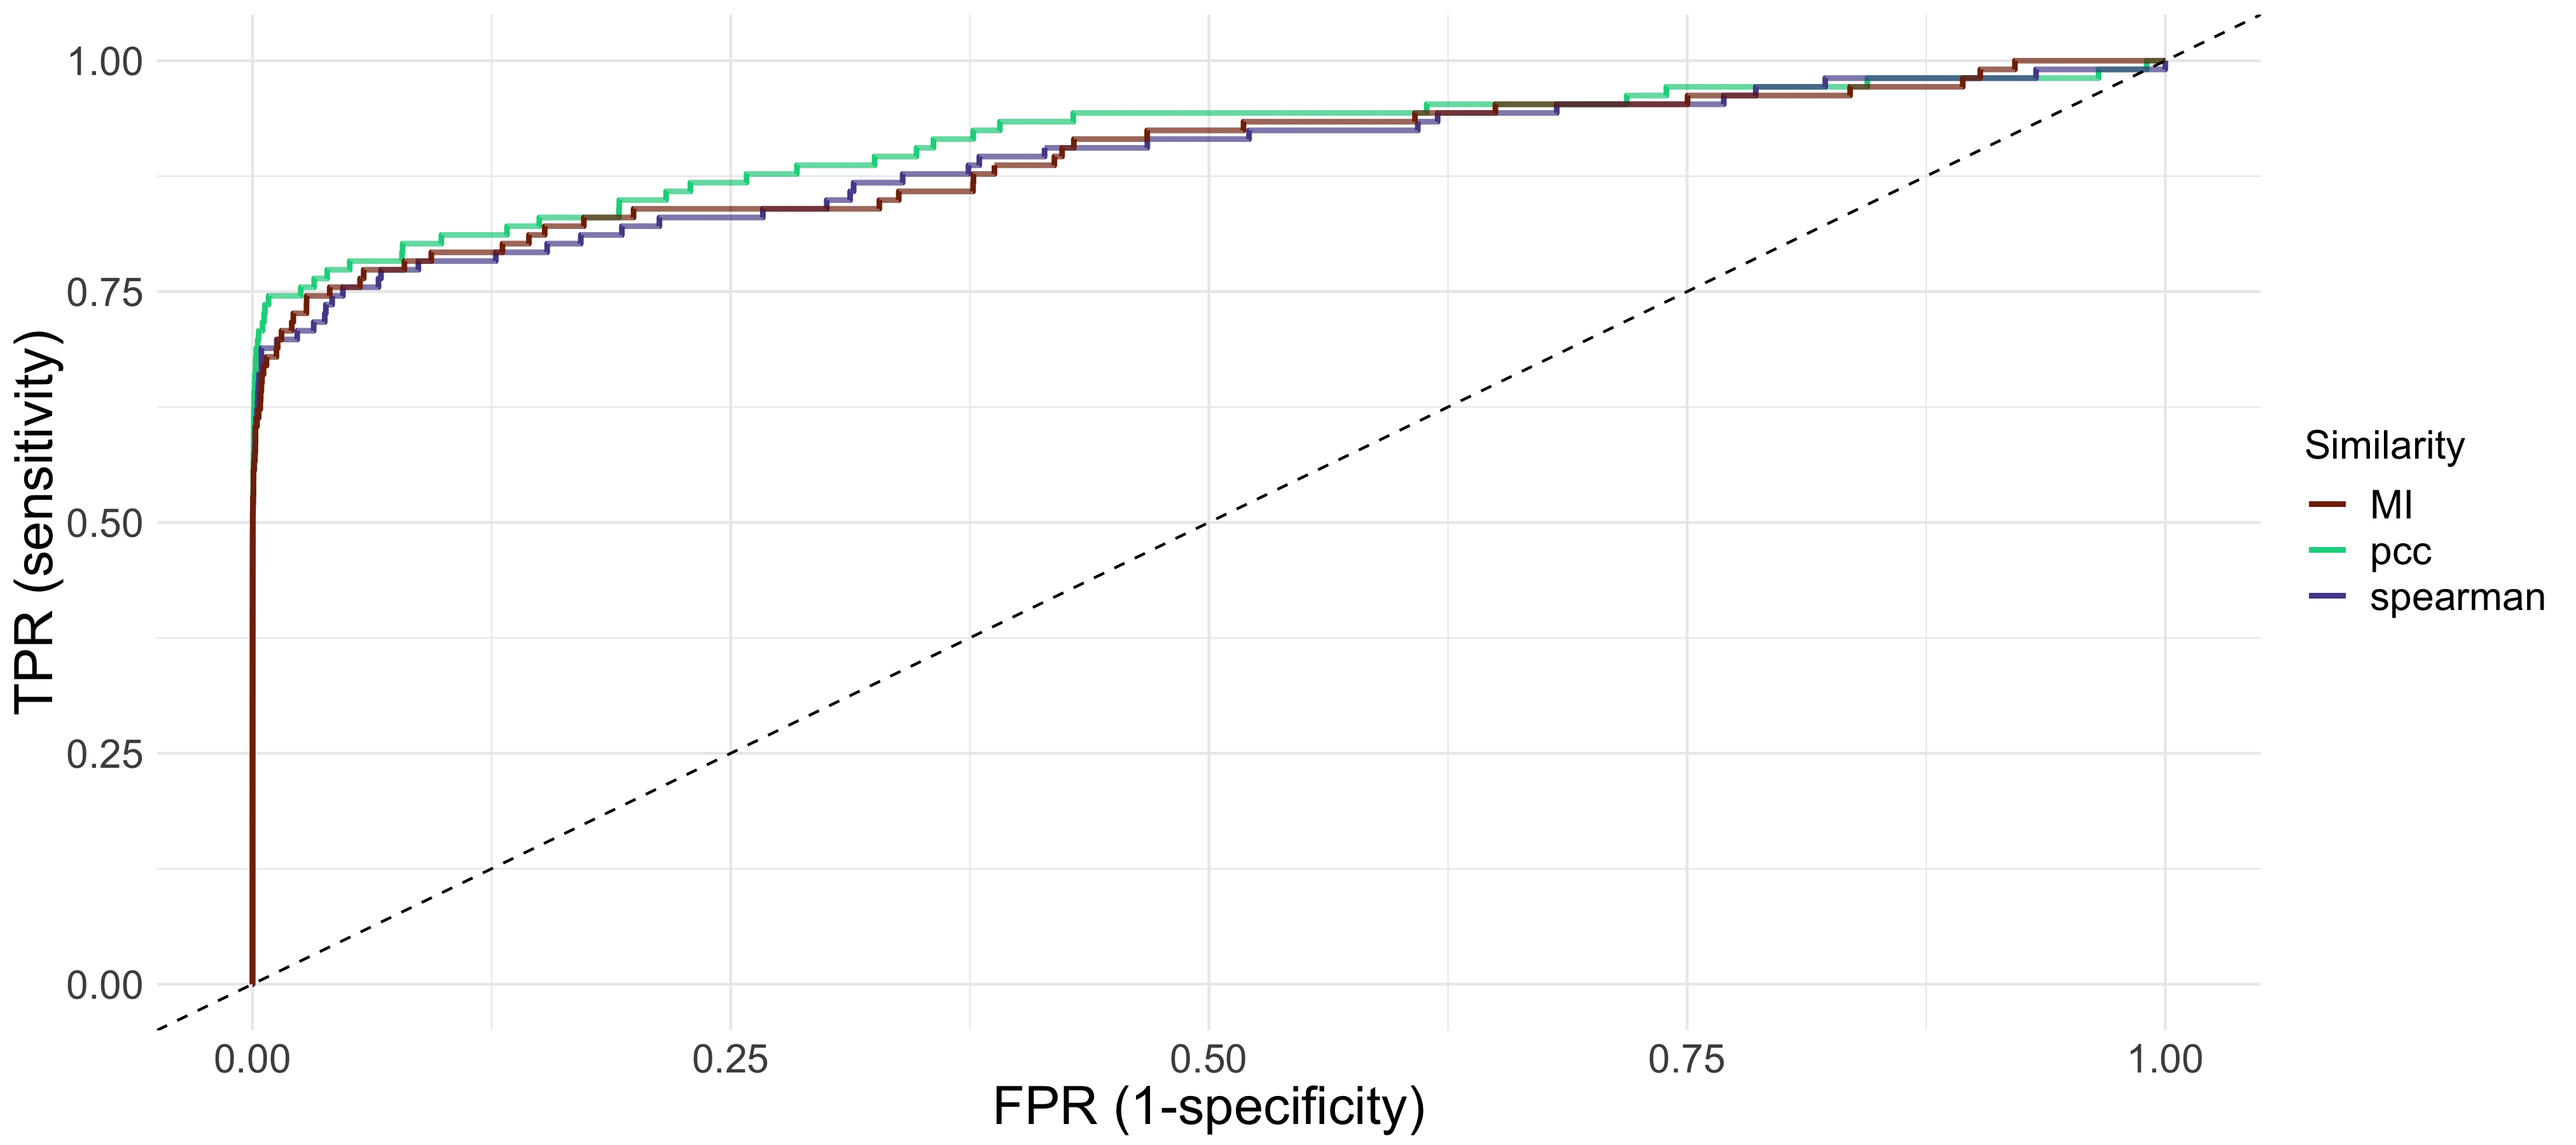 TPR (sensitivity)
1.00
0.75
0.50
0.25
0.00
0.00
0.25
0.50
0.75
1.00
FPR (1-specificity)
Similarity
MI
pcc
spearman